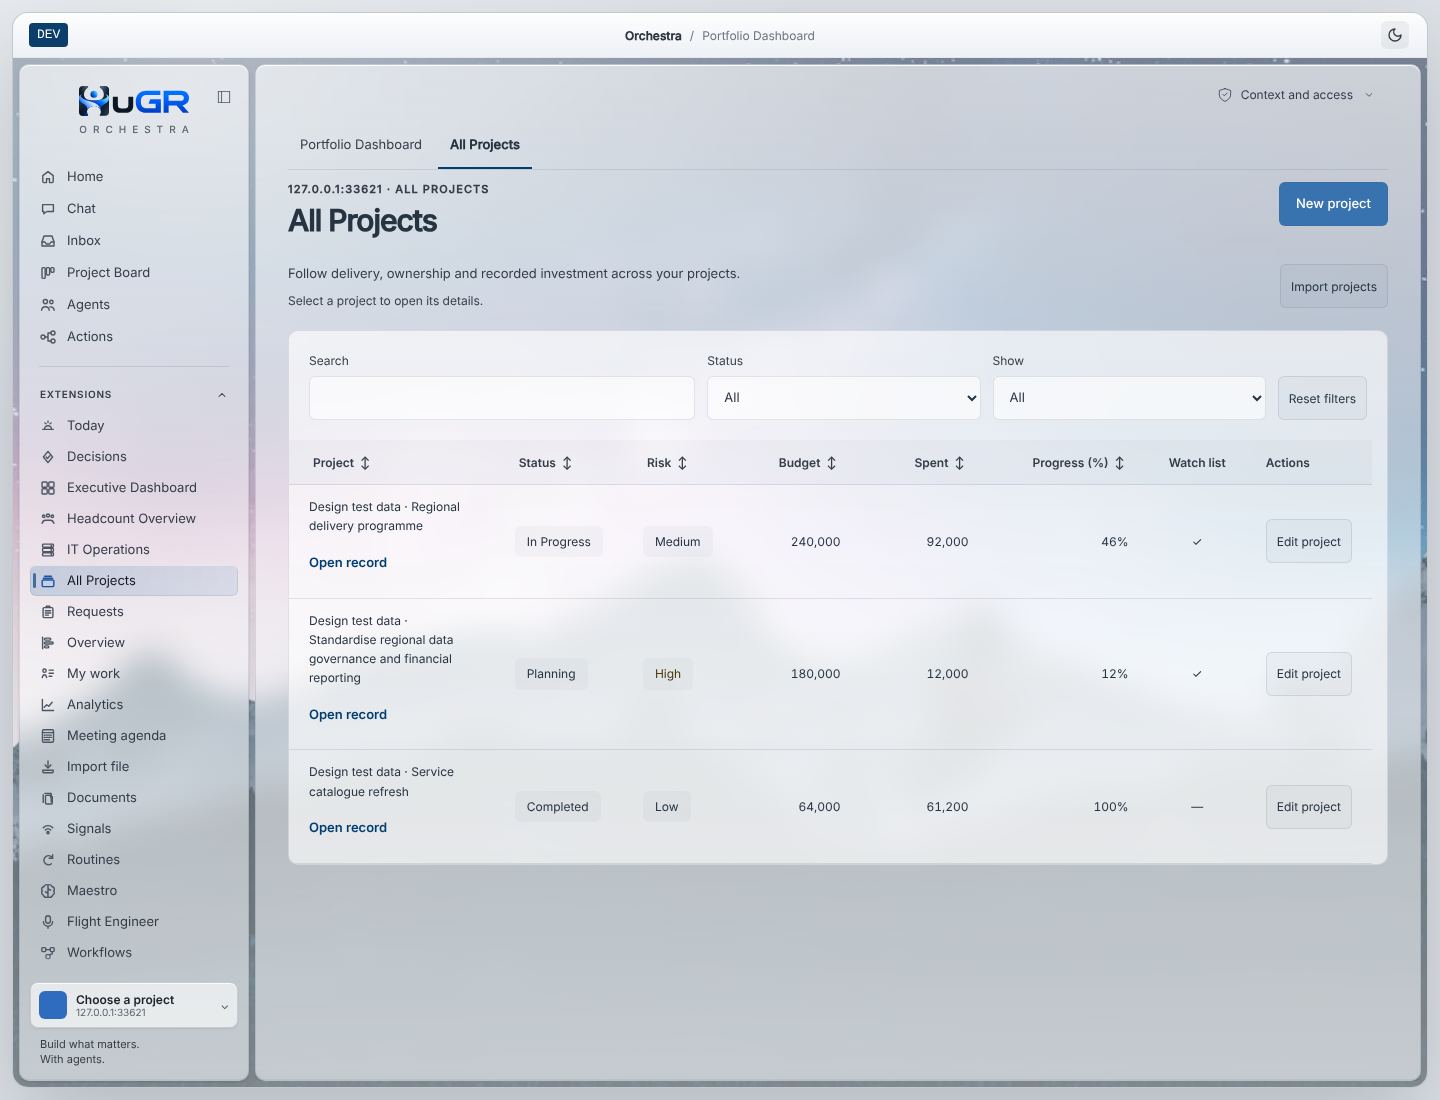 DEV
Orchestra / Portfolio Dashboard
HuGR
ORCHESTRA
Home
Chat
Inbox
Project Board
Agents
Actions
EXTENSIONS
Today
Decisions
Executive Dashboard
Headcount Overview
IT Operations
All Projects
Requests
Overview
My work
Analytics
Meeting agenda
Import file
Documents
Signals
Routines
Maestro
Flight Engineer
Workflows
Choose a project
127.0.0.1:33621
Build what matters.
With agents.
Context and access
Portfolio Dashboard All Projects
127.0.0.1:33621 · ALL PROJECTS
All Projects
New project
Follow delivery, ownership and recorded investment across your projects.
Select a project to open its details.
Import projects
Search Status Show
All All Reset filters
Project Status Risk Budget Spent Progress (%) Watch list Actions
Design test data · Regional
delivery programme
In Progress Medium 240,000 92,000 46% ✓ Edit project
Open record
Design test data ·
Standardise regional data
governance and financial
reporting
Planning High 180,000 12,000 12% ✓ Edit project
Open record
Design test data · Service
catalogue refresh
Completed Low 64,000 61,200 100% — Edit project
Open record